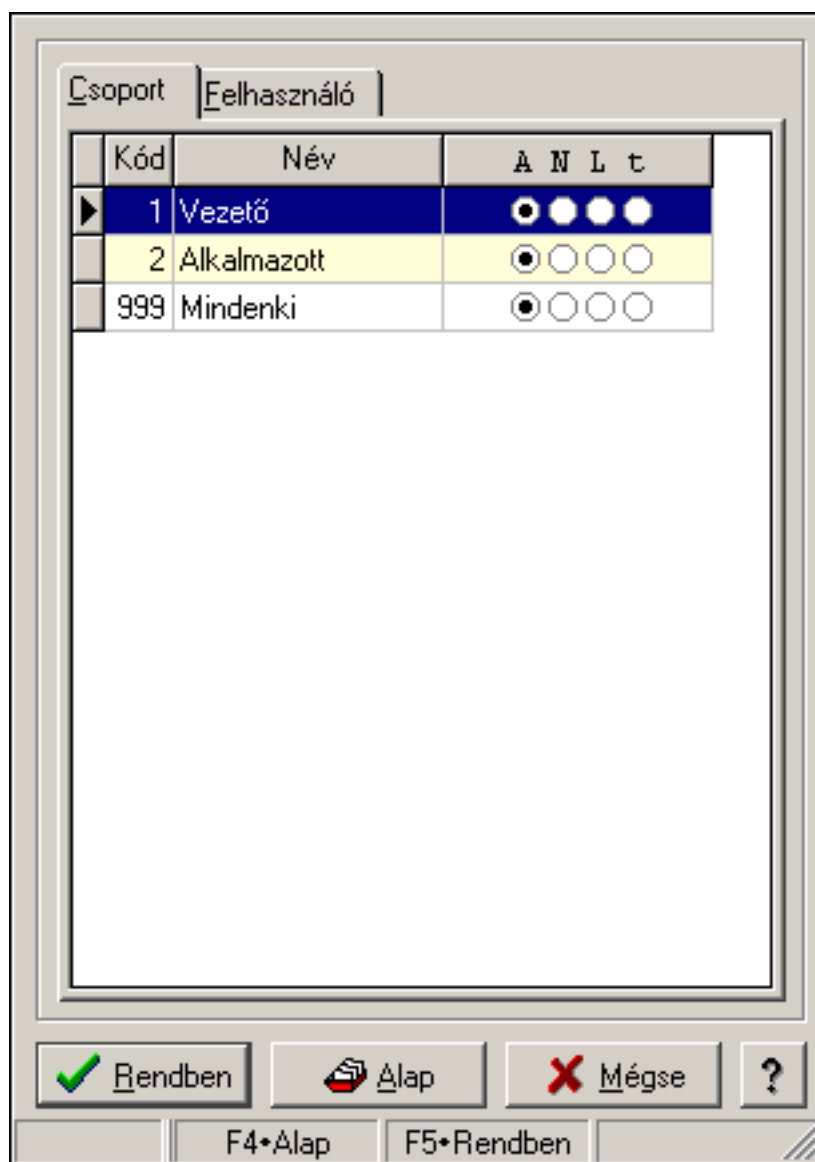 Csoport Felhasználó
Kód Név A N L t
1 Vezető
2 Alkalmazott
999 Mindenki
Rendben Alap Mégse ?
F4•Alap F5•Rendben